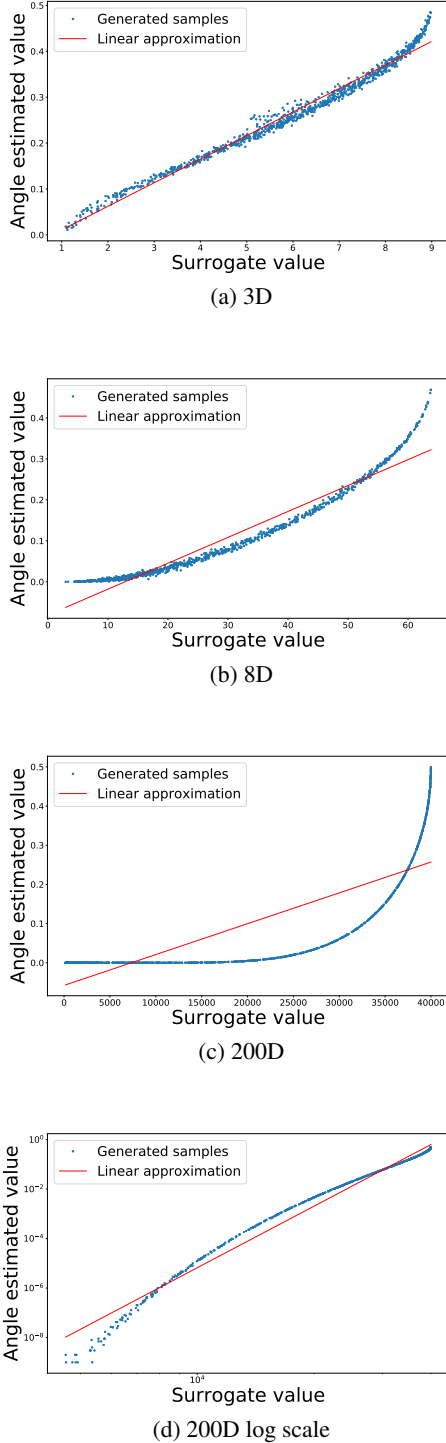 0.5
0.4
0.3
0.2
0.1
0.0
Angle estimated value
Generated samples
Linear approximation
1 2 3 4 5 6 7 8 9
Surrogate value
(a) 3D
0.4
0.3
0.2
0.1
0.0
Angle estimated value
Generated samples
Linear approximation
0 10 20 30 40 50 60
Surrogate value
(b) 8D
0.5
0.4
0.3
0.2
0.1
0.0
Angle estimated value
Generated samples
Linear approximation
0 5000 10000 15000 20000 25000 30000 35000 40000
Surrogate value
(c) 200D
10⁰
10⁻²
10⁻⁴
10⁻⁶
10⁻⁸
Angle estimated value
Generated samples
Linear approximation
10⁴
Surrogate value
(d) 200D log scale